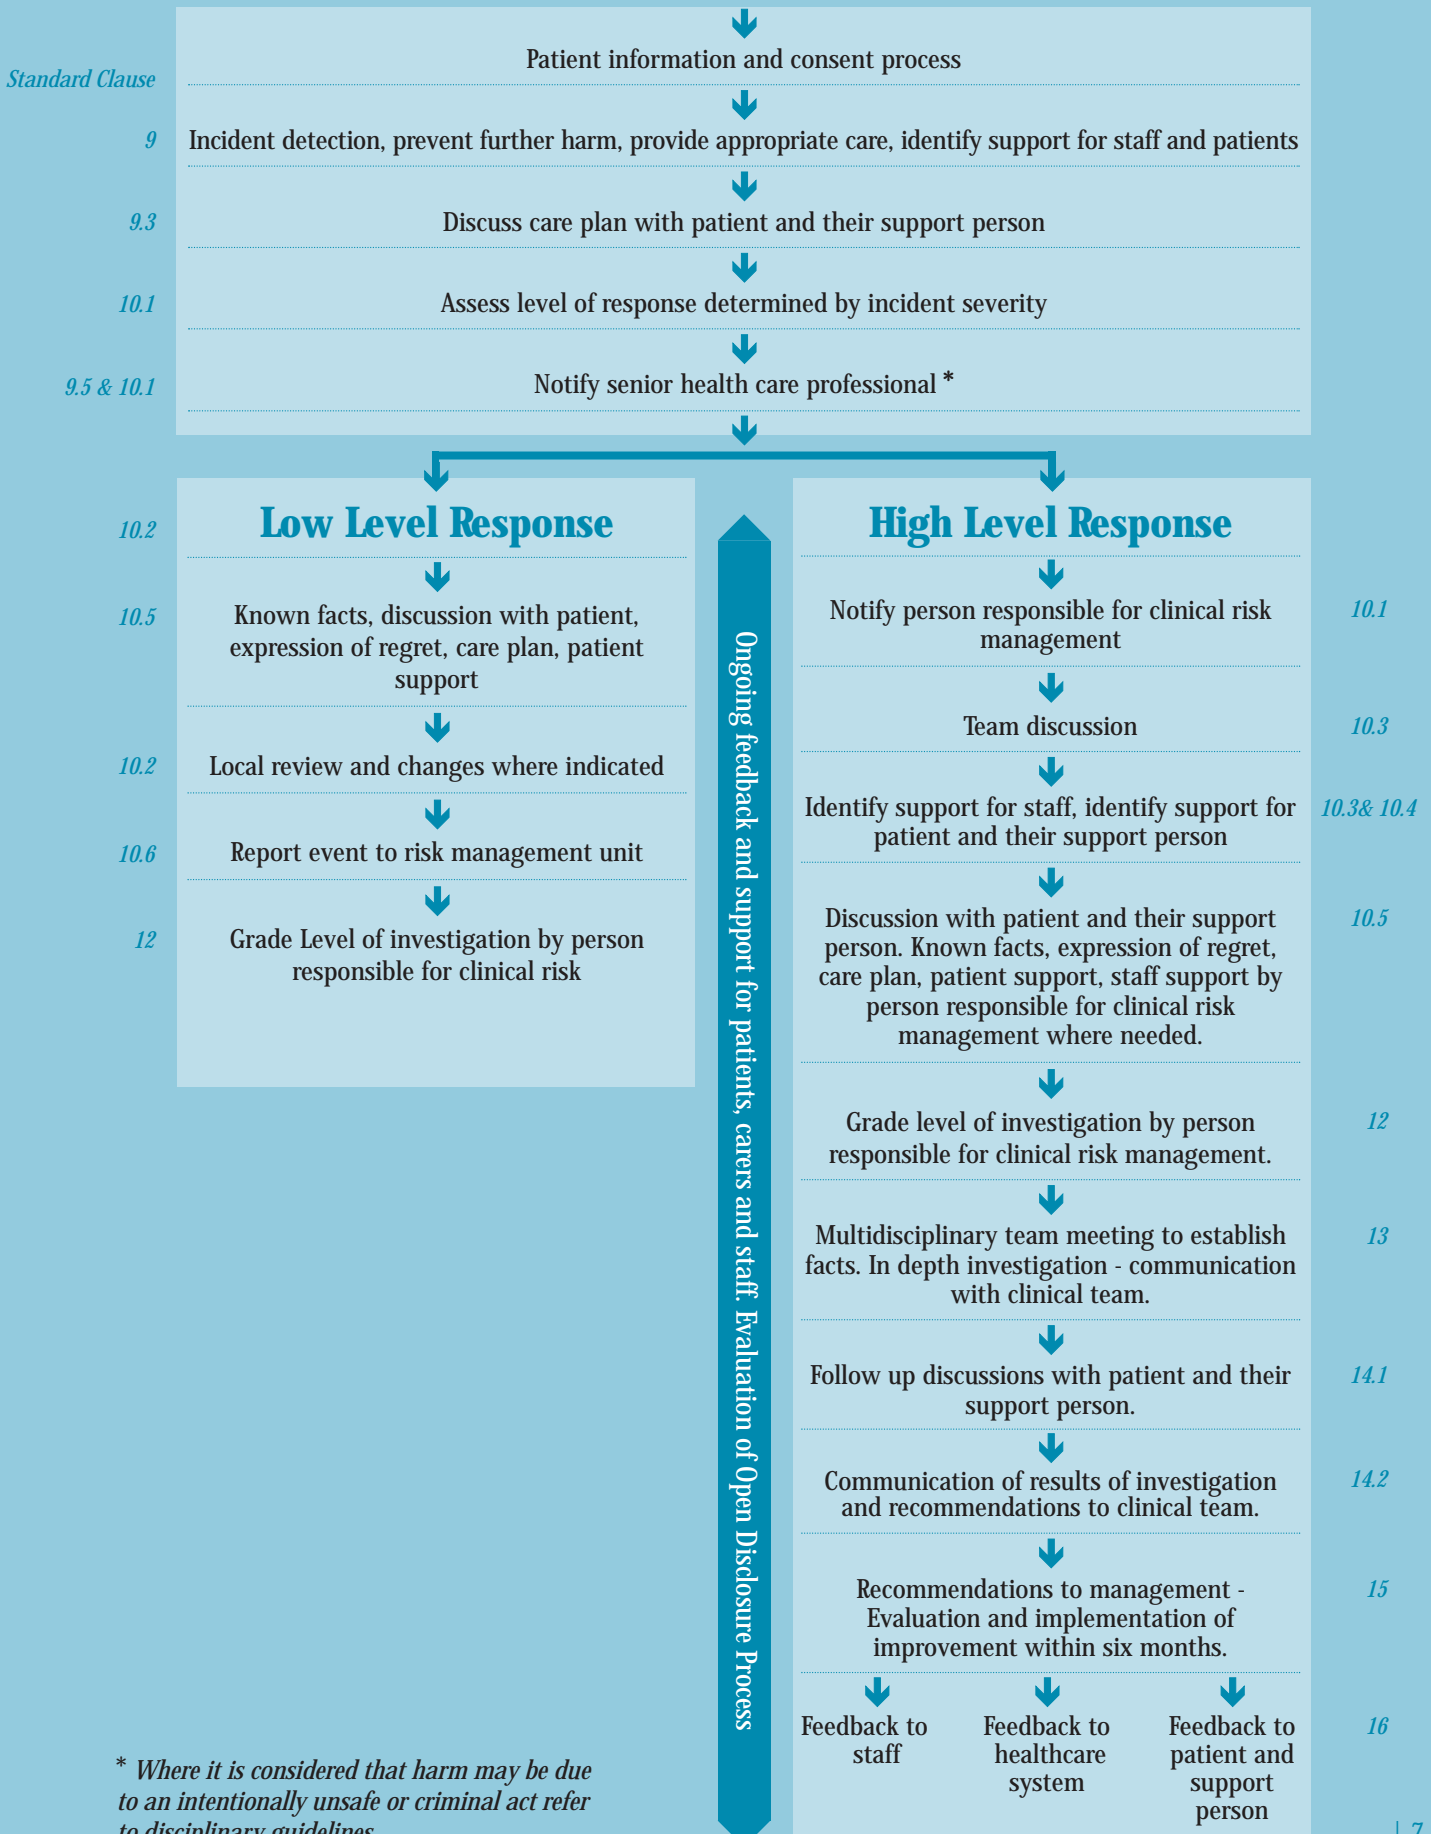 Patient information and consent process
Standard Clause
9
Incident detection, prevent further harm, provide appropriate care, identify support for staff and patients
9.3
Discuss care plan with patient and their support person
10.1
Assess level of response determined by incident severity
9.5 & 10.1
Notify senior health care professional *
10.2
Low Level Response
10.5
Known facts, discussion with patient,
expression of regret, care plan, patient
support
10.2
Local review and changes where indicated
10.6
Report event to risk management unit
12
Grade Level of investigation by person
responsible for clinical risk
Ongoing feedback and support for patients, carers and staff. Evaluation of Open Disclosure Process
High Level Response
Notify person responsible for clinical risk
management
10.1
Team discussion
10.3
Identify support for staff, identify support for
patient and their support person
10.3& 10.4
Discussion with patient and their support
person. Known facts, expression of regret,
care plan, patient support, staff support by
person responsible for clinical risk
management where needed.
10.5
Grade level of investigation by person
responsible for clinical risk management.
12
Multidisciplinary team meeting to establish
facts. In depth investigation - communication
with clinical team.
13
Follow up discussions with patient and their
support person.
14.1
Communication of results of investigation
and recommendations to clinical team.
14.2
Recommendations to management -
Evaluation and implementation of
improvement within six months.
15
Feedback to
staff
Feedback to
healthcare
system
Feedback to
patient and
support
person
16
* Where it is considered that harm may be due
to an intentionally unsafe or criminal act refer
to disciplinary guidelines
| 7